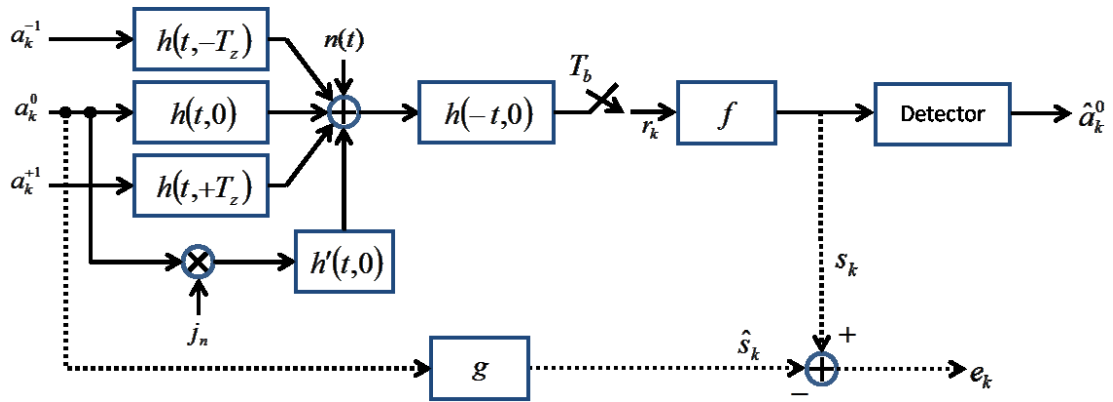 a_k^{-1}
h(t,−T_z)
n(t)
a_k^0
h(t,0)
+
h(−t,0)
T_b
r_k
f
Detector
â_k^0
a_k^{+1}
h(t,+T_z)
×
h′(t,0)
j_n
s_k
g
ŝ_k
+
+
−
e_k